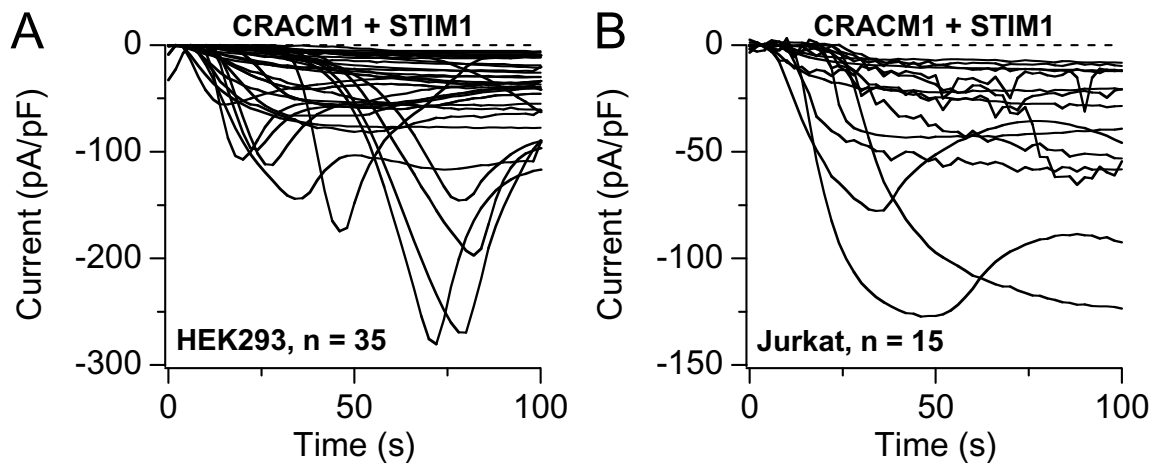 A
CRACM1 + STIM1
0
-100
-200
-300
Current (pA/pF)
HEK293, n = 35
0
50
100
Time (s)
B
CRACM1 + STIM1
0
-50
-100
-150
Current (pA/pF)
Jurkat, n = 15
0
50
100
Time (s)